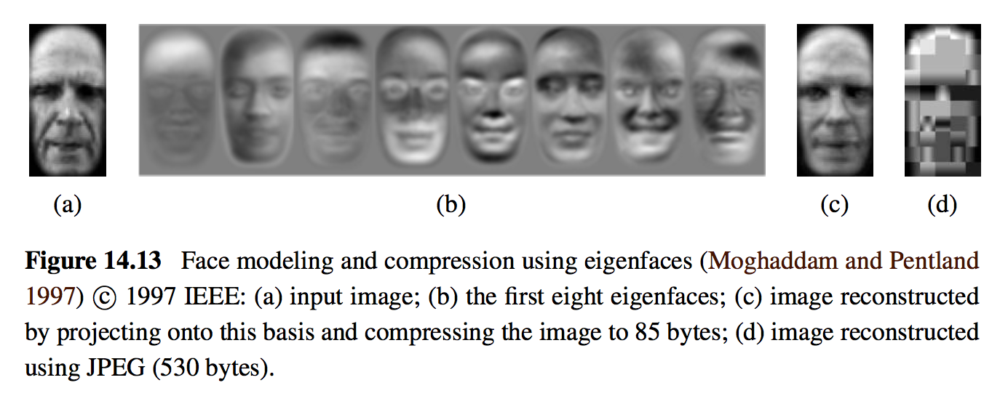 (a) (b) (c) (d)
Figure 14.13 Face modeling and compression using eigenfaces (Moghaddam and Pentland
1997) © 1997 IEEE: (a) input image; (b) the first eight eigenfaces; (c) image reconstructed
by projecting onto this basis and compressing the image to 85 bytes; (d) image reconstructed
using JPEG (530 bytes).